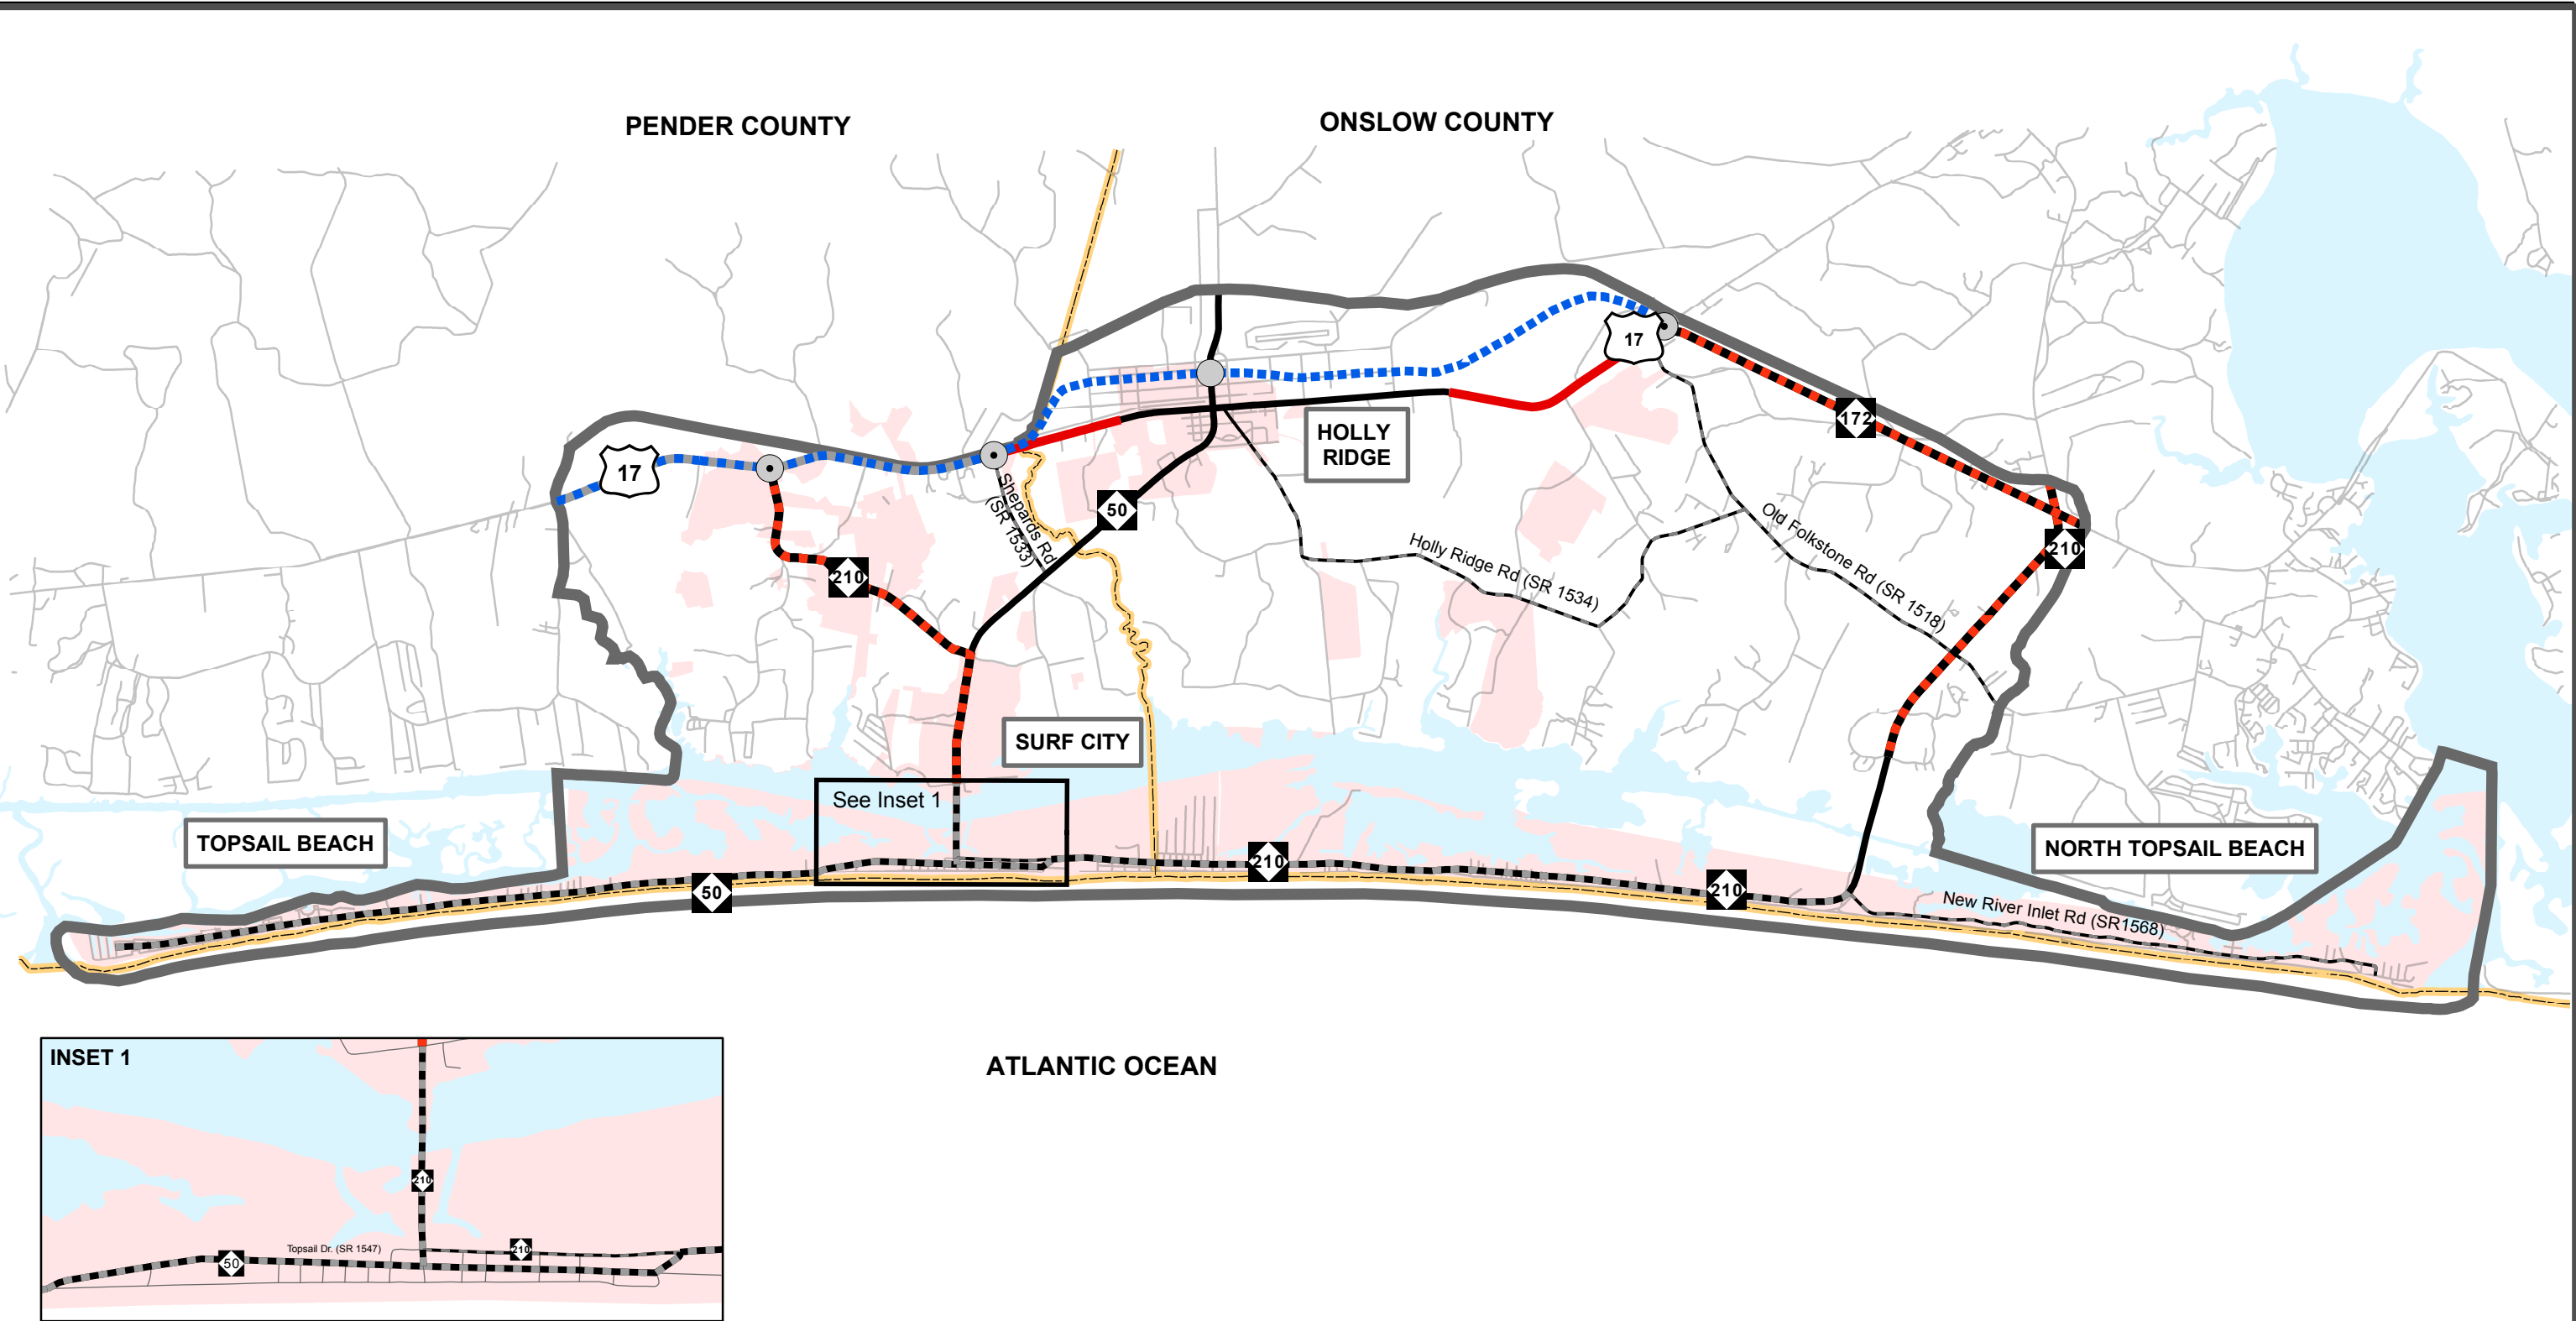 PENDER COUNTY
ONSLOW COUNTY
17
17
172
HOLLY
RIDGE
50
Shepards Rd
(SR 1533)
210
Holly Ridge Rd (SR 1534)
Old Folkstone Rd (SR 1518)
210
SURF CITY
See Inset 1
TOPSAIL BEACH
NORTH TOPSAIL BEACH
50
210
210
New River Inlet Rd (SR1568)
INSET 1
ATLANTIC OCEAN
210
Topsail Dr. (SR 1547)
50
210